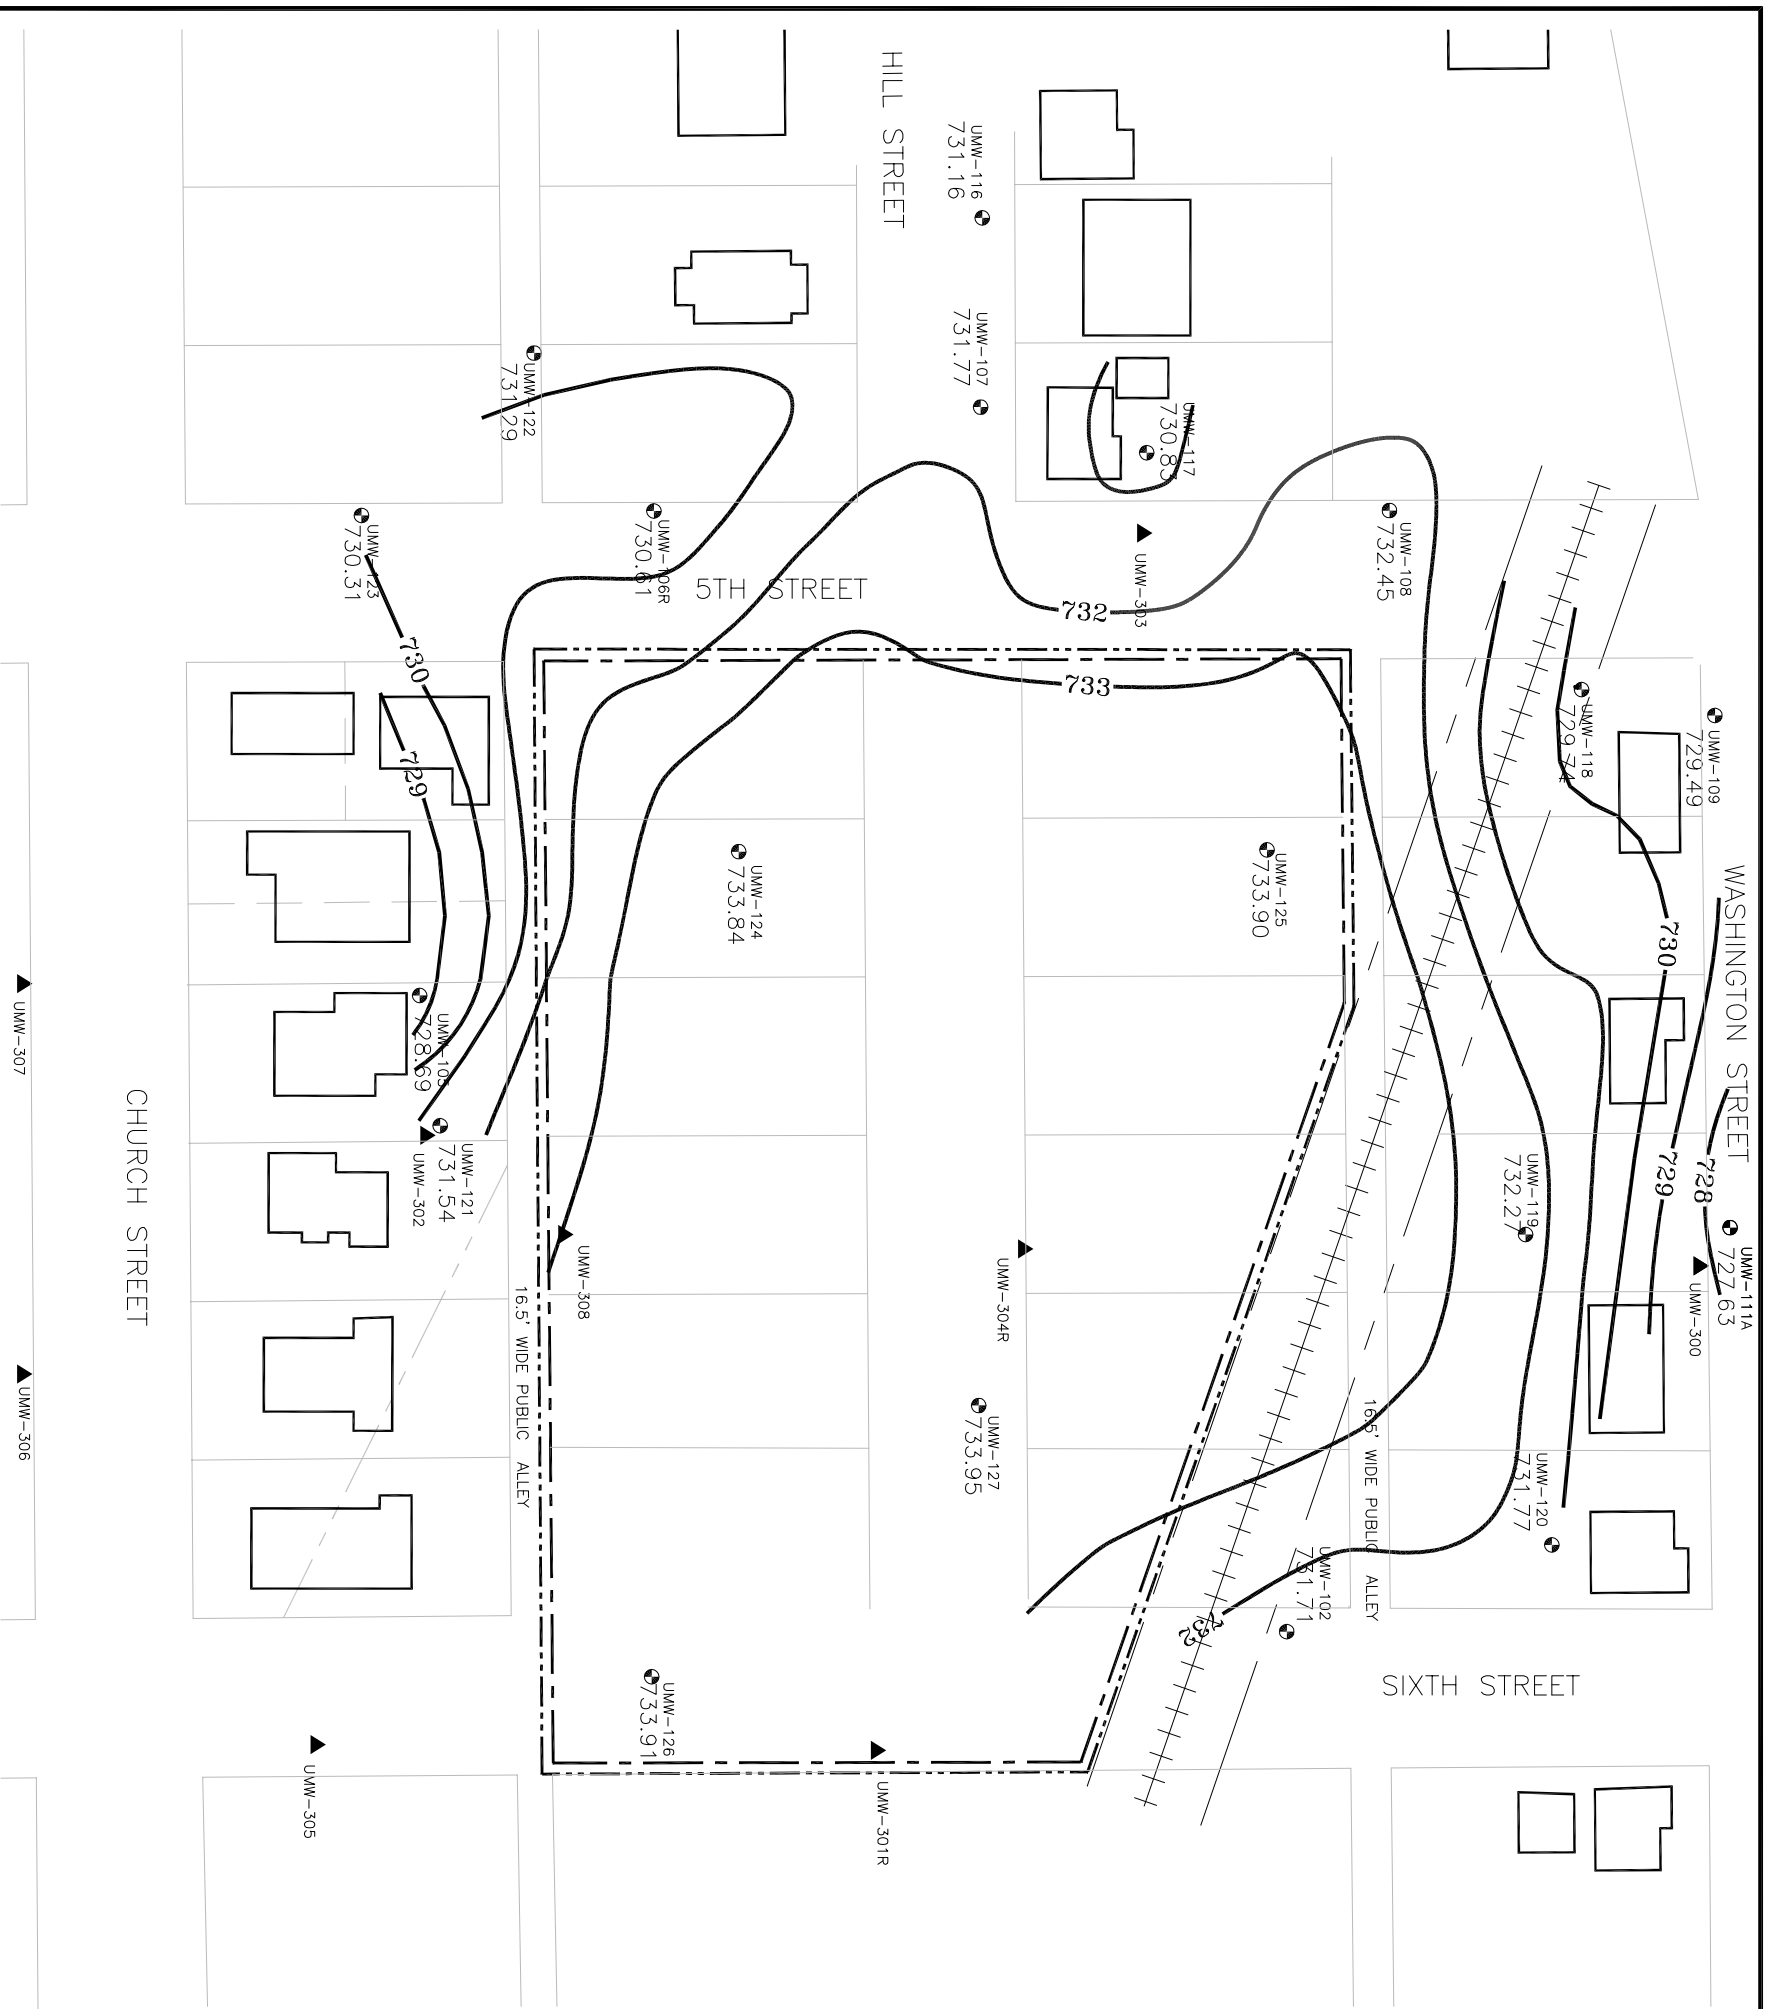 HILL STREET
UMW-116
731.16
UMW-107
731.77
UMW-122
731.29
UMW-117
730.83
UMW-123
730.31
UMW-106R
730.61
5TH STREET
UMW-303
UMW-108
732.45
732
730
733
729
UMW-118
729.74
UMW-109
729.49
WASHINGTON STREET
UMW-124
733.84
UMW-125
733.90
730
UMW-307
728.69
CHURCH STREET
UMW-121
731.54
UMW-302
UMW-119
732.27
729
728
UMW-111A
727.63
UMW-300
UMW-308
UMW-304R
16.5' WIDE PUBLIC ALLEY
UMW-306
UMW-127
733.95
16.5' WIDE PUBLIC ALLEY
UMW-120
731.77
UMW-102
731.71
732
SIXTH STREET
UMW-126
733.91
UMW-305
UMW-301R